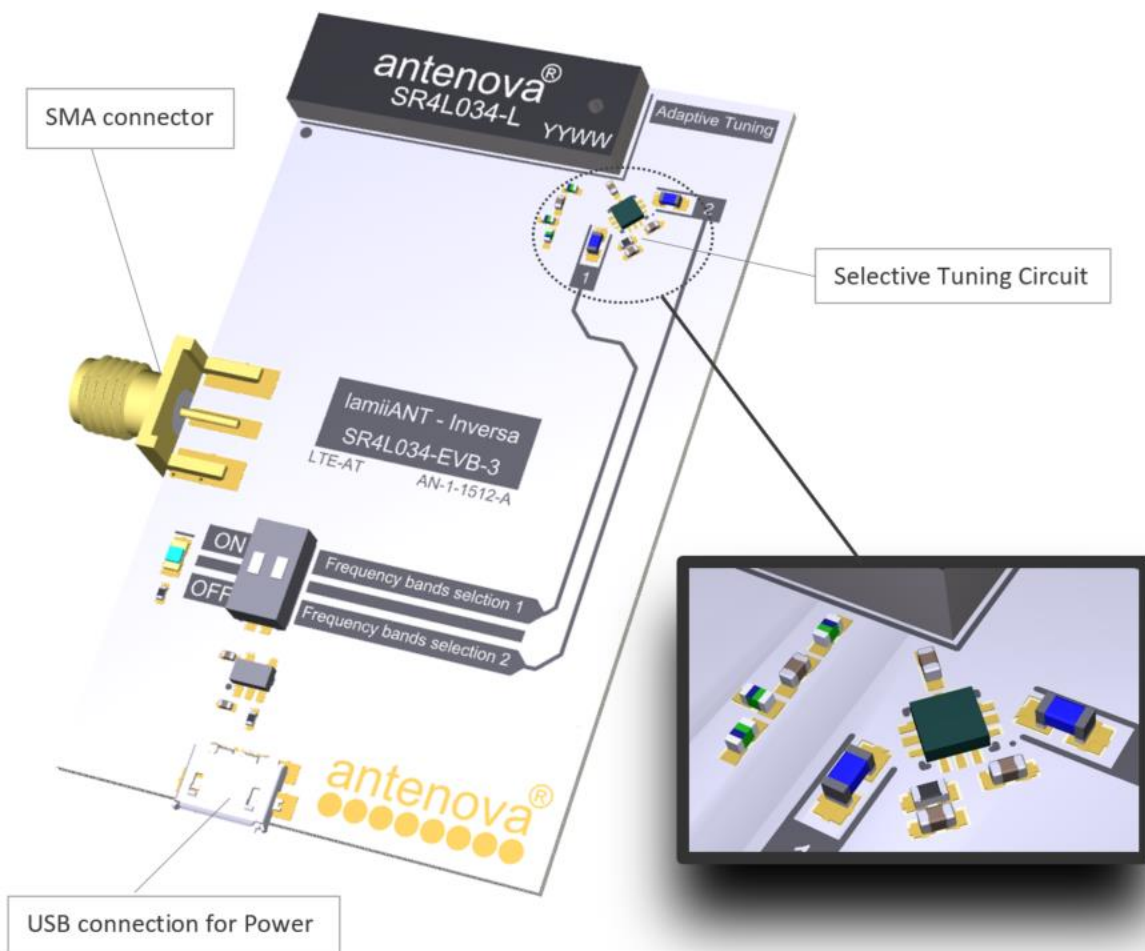 antenova®
SR4L034-L
YYWW
Adaptive Tuning
SMA connector
2
1
Selective Tuning Circuit
lamiiANT - Inversa
SR4L034-EVB-3
LTE-AT
AN-1-1512-A
ON
OFF
Frequency bands selction 1
Frequency bands selection 2
antenova®
USB connection for Power